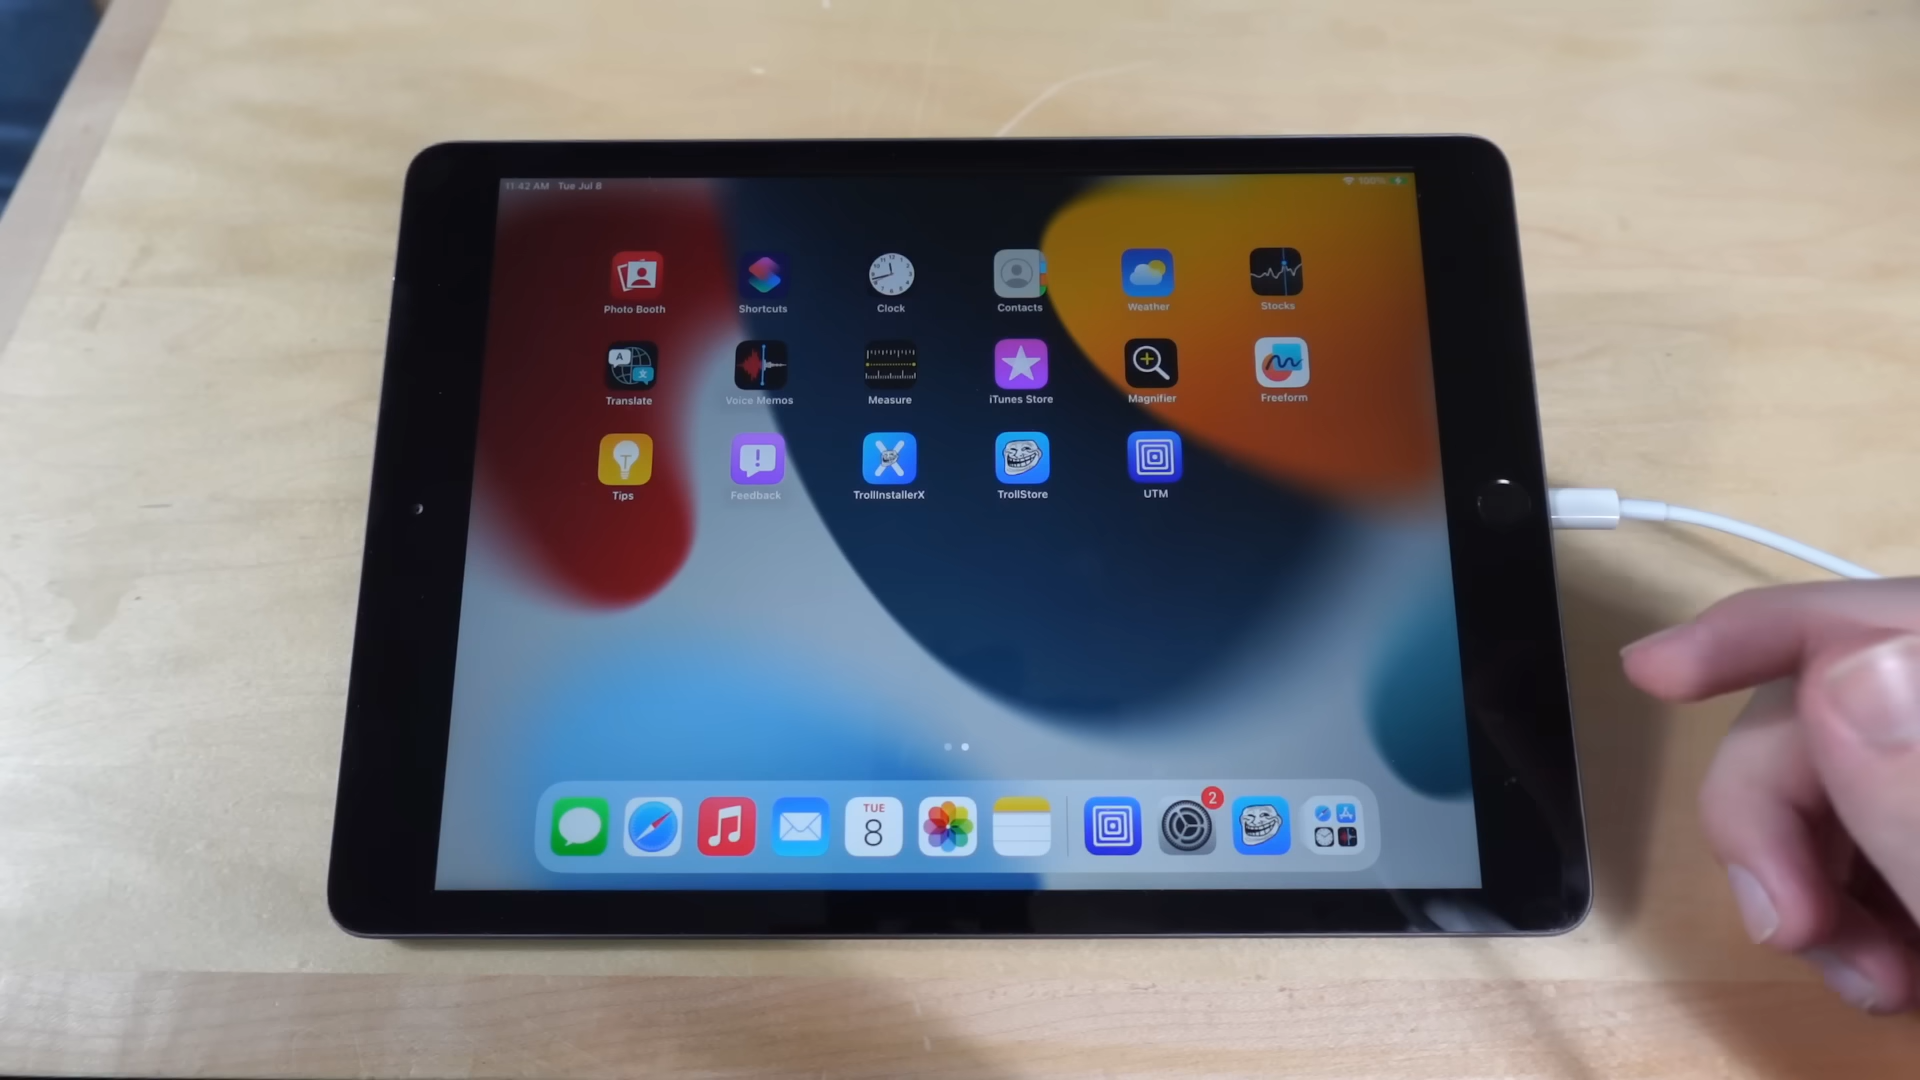 11:42 AM Tue Jul 8
100%
Photo Booth
Shortcuts
Clock
Contacts
Weather
Stocks
Translate
Voice Memos
Measure
iTunes Store
Magnifier
Freeform
Tips
Feedback
TrollInstallerX
TrollStore
UTM
TUE
8
2